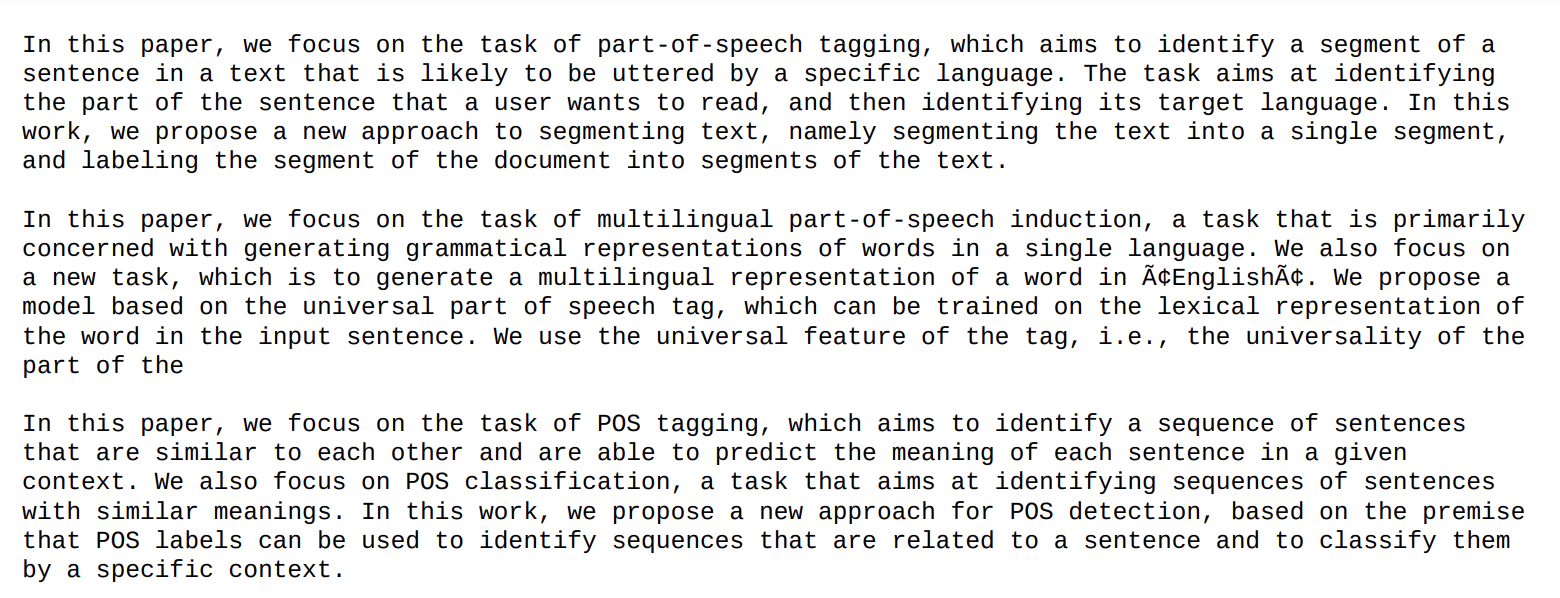 In this paper, we focus on the task of part-of-speech tagging, which aims to identify a segment of a
sentence in a text that is likely to be uttered by a specific language. The task aims at identifying
the part of the sentence that a user wants to read, and then identifying its target language. In this
work, we propose a new approach to segmenting text, namely segmenting the text into a single segment,
and labeling the segment of the document into segments of the text.
In this paper, we focus on the task of multilingual part-of-speech induction, a task that is primarily
concerned with generating grammatical representations of words in a single language. We also focus on
a new task, which is to generate a multilingual representation of a word in Ã¢EnglishÃ¢. We propose a
model based on the universal part of speech tag, which can be trained on the lexical representation of
the word in the input sentence. We use the universal feature of the tag, i.e., the universality of the
part of the
In this paper, we focus on the task of POS tagging, which aims to identify a sequence of sentences
that are similar to each other and are able to predict the meaning of each sentence in a given
context. We also focus on POS classification, a task that aims at identifying sequences of sentences
with similar meanings. In this work, we propose a new approach for POS detection, based on the premise
that POS labels can be used to identify sequences that are related to a sentence and to classify them
by a specific context.